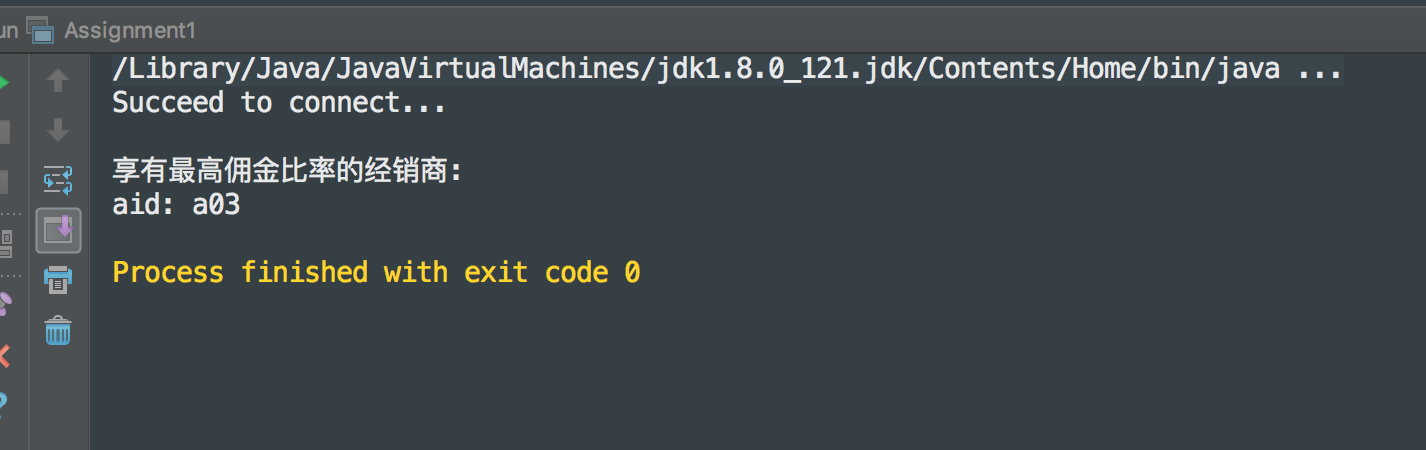 un Assignment1
/Library/Java/JavaVirtualMachines/jdk1.8.0_121.jdk/Contents/Home/bin/java ...
Succeed to connect...
享有最高佣金比率的经销商:
aid: a03
Process finished with exit code 0